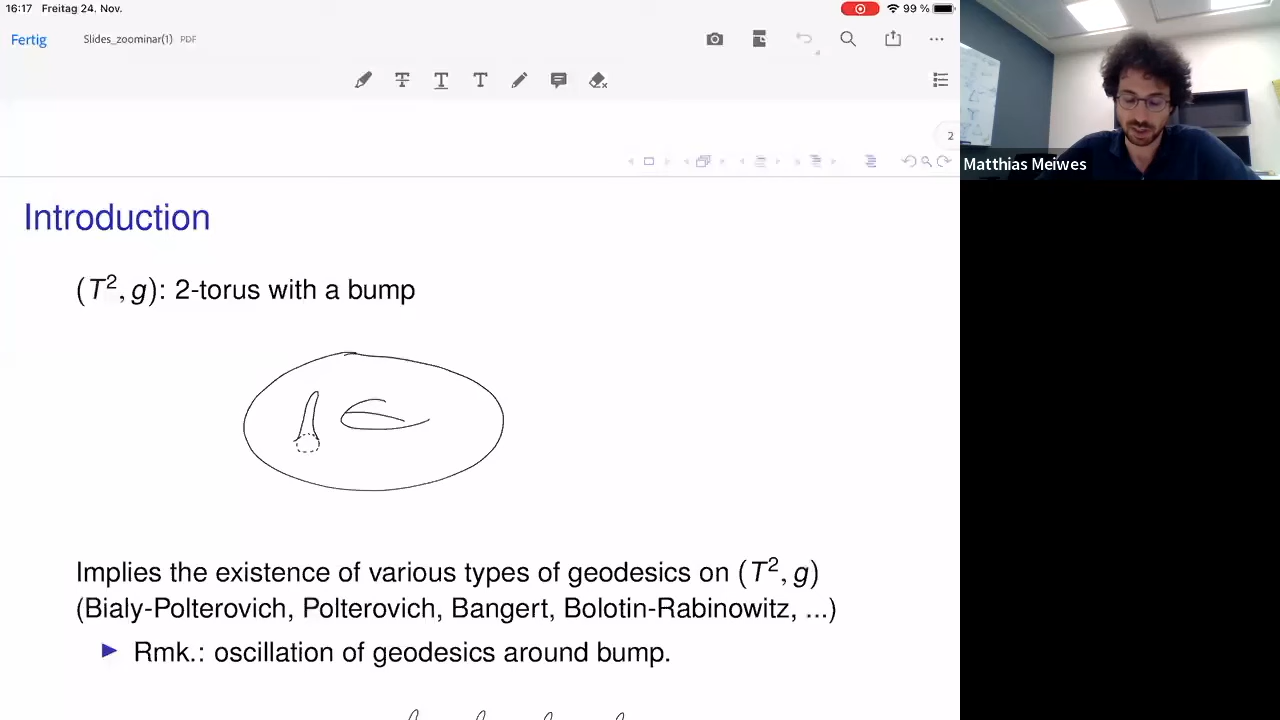 16:17 Freitag 24. Nov.
99 %
Fertig
Slides_zoominar(1) PDF
2
Matthias Meiwes
Introduction
(T², g): 2-torus with a bump
Implies the existence of various types of geodesics on (T², g)
(Bialy-Polterovich, Polterovich, Bangert, Bolotin-Rabinowitz, ...)
► Rmk.: oscillation of geodesics around bump.